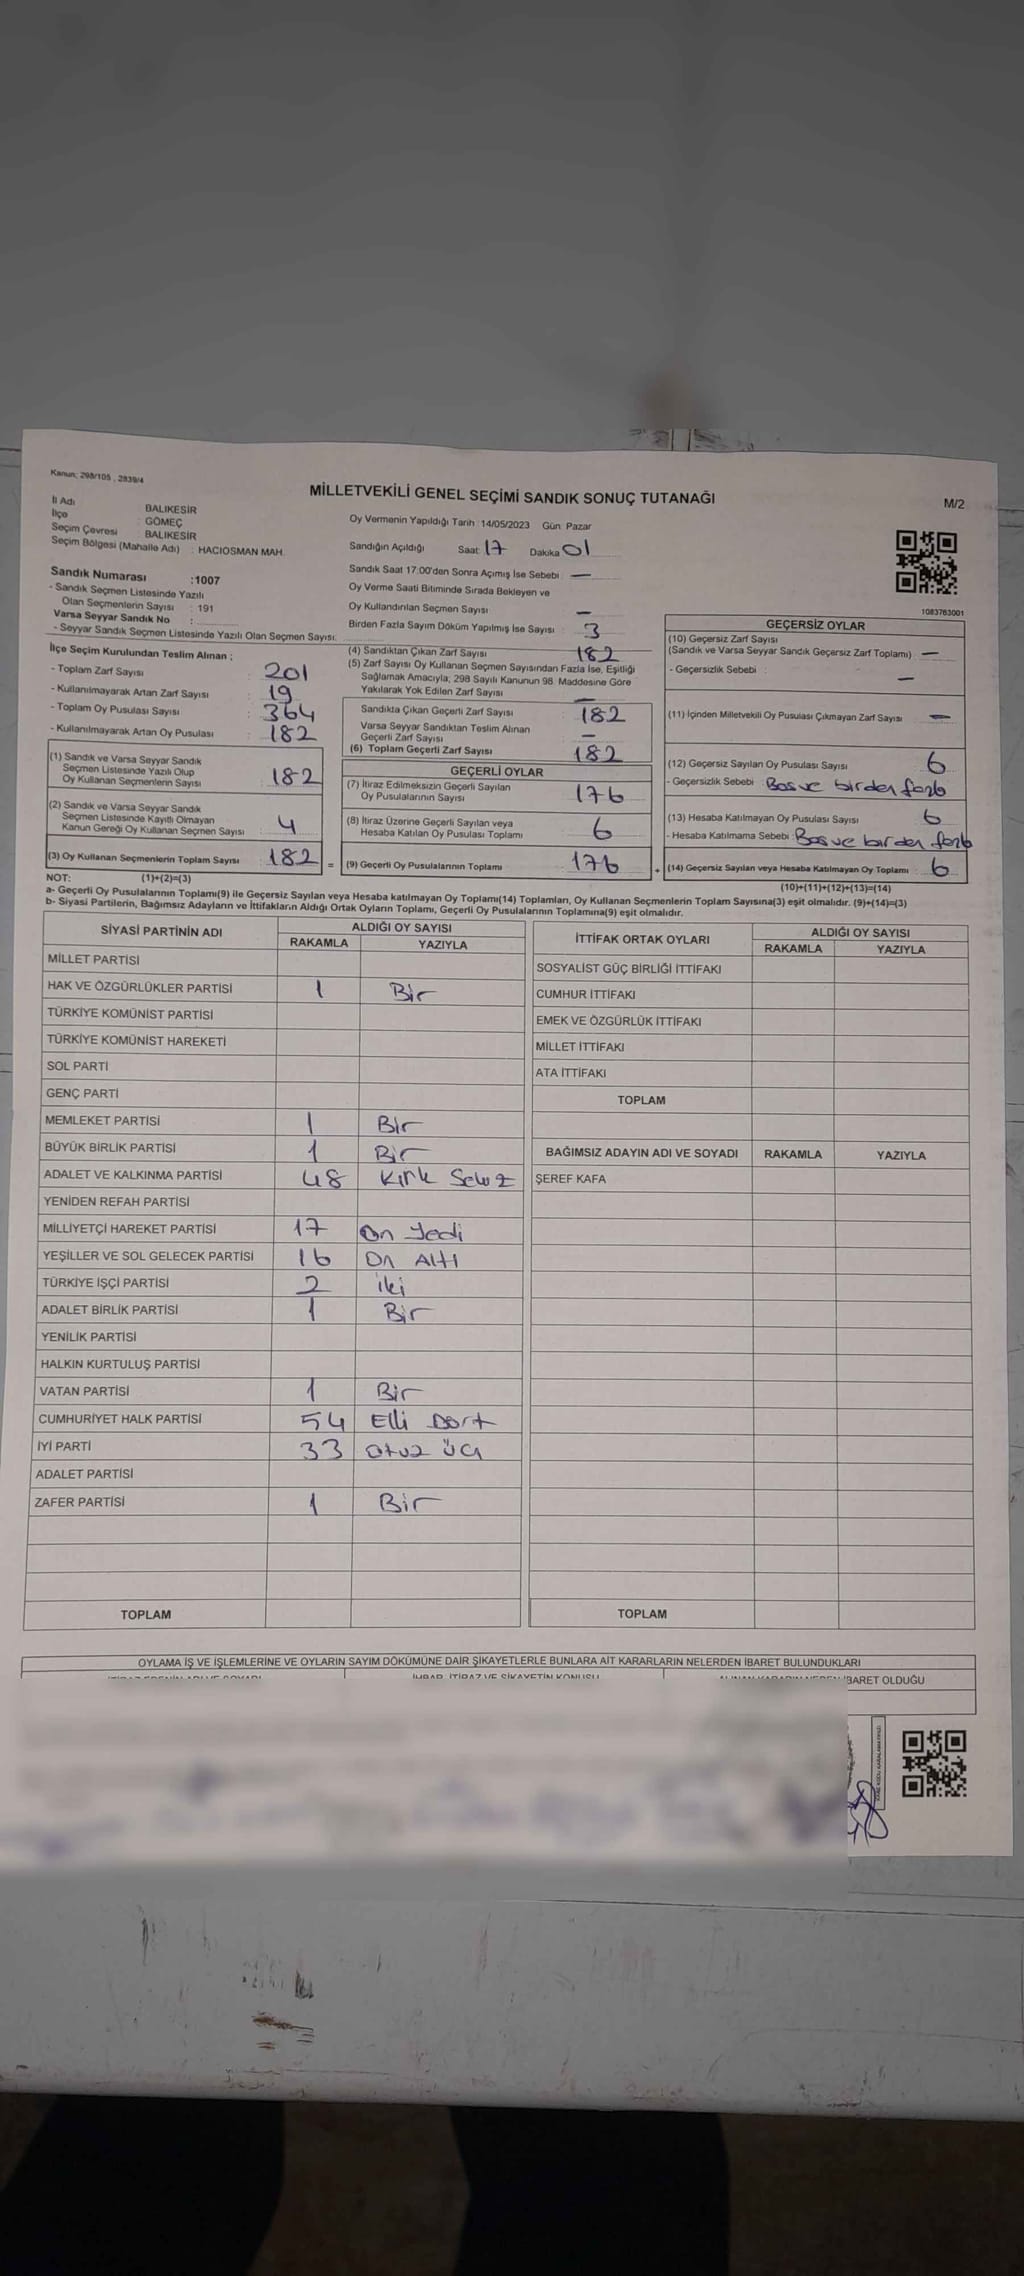 Kanun; 298/105 , 2839/4
MİLLETVEKİLİ GENEL SEÇİMİ SANDIK SONUÇ TUTANAĞI
M/2
İl Adı BALIKESİR
İlçe GÖMEÇ
Seçim Çevresi BALIKESİR
Seçim Bölgesi (Mahalle Adı) : HACIOSMAN MAH.
Sandık Numarası :1007
- Sandık Seçmen Listesinde Yazılı
Olan Seçmenlerin Sayısı : 191
Varsa Seyyar Sandık No :
- Seyyar Sandık Seçmen Listesinde Yazılı Olan Seçmen Sayısı:
Oy Vermenin Yapıldığı Tarih :14/05/2023 Gün Pazar
Sandığın Açıldığı Saat 17 Dakika 01
Sandık Saat 17:00'den Sonra Açımış İse Sebebi : —
Oy Verme Saati Bitiminde Sırada Bekleyen ve
Oy Kullandırılan Seçmen Sayısı : —
Birden Fazla Sayım Döküm Yapılmış İse Sayısı : 3
1083763001
İlçe Seçim Kurulundan Teslim Alınan ;
- Toplam Zarf Sayısı : 201
- Kullanılmayarak Artan Zarf Sayısı : 19
- Toplam Oy Pusulası Sayısı : 364
- Kullanılmayarak Artan Oy Pusulası : 182
(1) Sandık ve Varsa Seyyar Sandık
Seçmen Listesinde Yazılı Olup
Oy Kullanan Seçmenlerin Sayısı : 182
(2) Sandık ve Varsa Seyyar Sandık
Seçmen Listesinde Kayıtlı Olmayan
Kanun Gereği Oy Kullanan Seçmen Sayısı : 4
(3) Oy Kullanan Seçmenlerin Toplam Sayısı : 182 =
(4) Sandıktan Çıkan Zarf Sayısı : 182
(5) Zarf Sayısı Oy Kullanan Seçmen Sayısından Fazla İse, Eşitliği
Sağlamak Amacıyla; 298 Sayılı Kanunun 98. Maddesine Göre
Yakılarak Yok Edilen Zarf Sayısı : —
Sandıkta Çıkan Geçerli Zarf Sayısı : 182
Varsa Seyyar Sandıktan Teslim Alınan
Geçerli Zarf Sayısı : —
(6) Toplam Geçerli Zarf Sayısı : 182
GEÇERLİ OYLAR
(7) İtiraz Edilmeksizin Geçerli Sayılan
Oy Pusulalarının Sayısı : 176
(8) İtiraz Üzerine Geçerli Sayılan veya
Hesaba Katılan Oy Pusulası Toplamı : 6
(9) Geçerli Oy Pusulalarının Toplamı : 176 +
GEÇERSİZ OYLAR
(10) Geçersiz Zarf Sayısı
(Sandık ve Varsa Seyyar Sandık Geçersiz Zarf Toplamı) : —
- Geçersizlik Sebebi : —
(11) İçinden Milletvekili Oy Pusulası Çıkmayan Zarf Sayısı : —
(12) Geçersiz Sayılan Oy Pusulası Sayısı : 6
- Geçersizlik Sebebi : Bos ve birden fazla
(13) Hesaba Katılmayan Oy Pusulası Sayısı : 6
- Hesaba Katılmama Sebebi : Bos ve birden fazla
(14) Geçersiz Sayılan veya Hesaba Katılmayan Oy Toplamı : 6
NOT: (1)+(2)=(3)
(10)+(11)+(12)+(13)=(14)
a- Geçerli Oy Pusulalarının Toplamı(9) ile Geçersiz Sayılan veya Hesaba katılmayan Oy Toplamı(14) Toplamları, Oy Kullanan Seçmenlerin Toplam Sayısına(3) eşit olmalıdır. (9)+(14)=(3)
b- Siyasi Partilerin, Bağımsız Adayların ve İttifakların Aldığı Ortak Oyların Toplamı, Geçerli Oy Pusulalarının Toplamına(9) eşit olmalıdır.
SİYASİ PARTİNİN ADI ALDIĞI OY SAYISI
RAKAMLA YAZIYLA
MİLLET PARTİSİ
HAK VE ÖZGÜRLÜKLER PARTİSİ 1 Bir
TÜRKİYE KOMÜNİST PARTİSİ
TÜRKİYE KOMÜNİST HAREKETİ
SOL PARTİ
GENÇ PARTİ
MEMLEKET PARTİSİ 1 Bir
BÜYÜK BİRLİK PARTİSİ 1 Bir
ADALET VE KALKINMA PARTİSİ 48 Kırk Sekiz
YENİDEN REFAH PARTİSİ
MİLLİYETÇİ HAREKET PARTİSİ 17 On Yedi
YEŞİLLER VE SOL GELECEK PARTİSİ 16 On Altı
TÜRKİYE İŞÇİ PARTİSİ 2 iki
ADALET BİRLİK PARTİSİ 1 Bir
YENİLİK PARTİSİ
HALKIN KURTULUŞ PARTİSİ
VATAN PARTİSİ 1 Bir
CUMHURİYET HALK PARTİSİ 54 Elli Dört
İYİ PARTİ 33 Otuz üç
ADALET PARTİSİ
ZAFER PARTİSİ 1 Bir
TOPLAM
İTTİFAK ORTAK OYLARI ALDIĞI OY SAYISI
RAKAMLA YAZIYLA
SOSYALİST GÜÇ BİRLİĞİ İTTİFAKI
CUMHUR İTTİFAKI
EMEK VE ÖZGÜRLÜK İTTİFAKI
MİLLET İTTİFAKI
ATA İTTİFAKI
TOPLAM
BAĞIMSIZ ADAYIN ADI VE SOYADI RAKAMLA YAZIYLA
ŞEREF KAFA
TOPLAM
OYLAMA İŞ VE İŞLEMLERİNE VE OYLARIN SAYIM DÖKÜMÜNE DAİR ŞİKAYETLERLE BUNLARA AİT KARARLARIN NELERDEN İBARET BULUNDUKLARI
İHBAR, İTİRAZ VE ŞİKAYETİN KONUSU
İBARET OLDUĞU